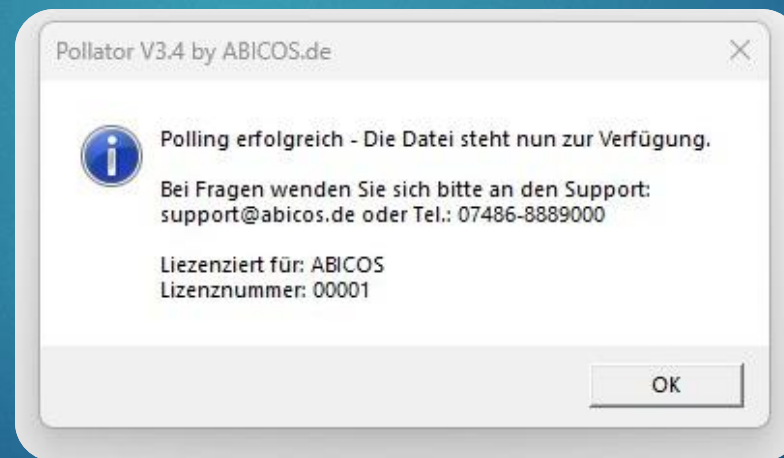 Pollator V3.4 by ABICOS.de
Polling erfolgreich - Die Datei steht nun zur Verfügung.
Bei Fragen wenden Sie sich bitte an den Support:
support@abicos.de oder Tel.: 07486-8889000
Liezenziert für: ABICOS
Lizenznummer: 00001
OK